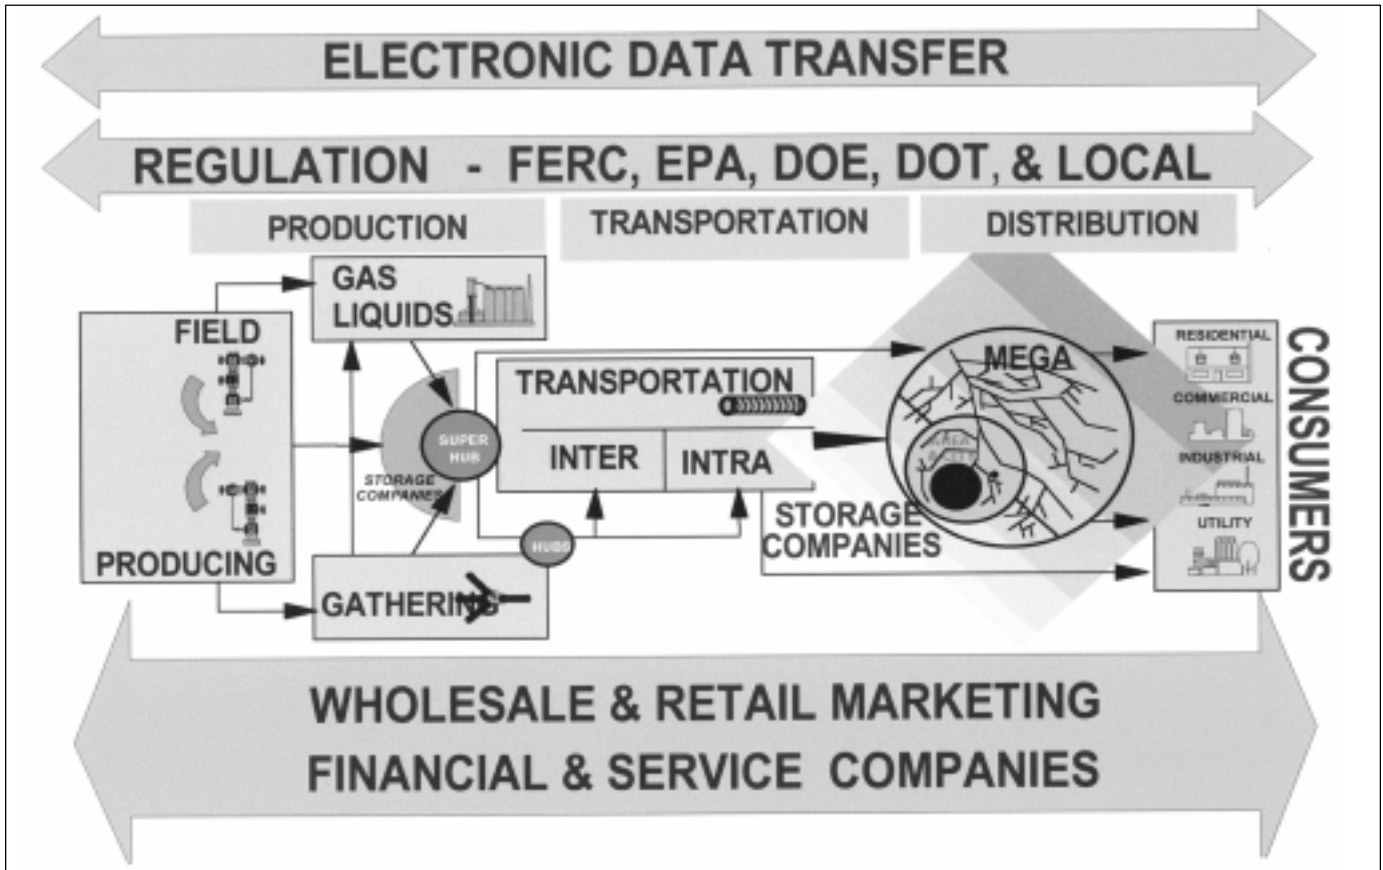 ELECTRONIC DATA TRANSFER
REGULATION - FERC, EPA, DOE, DOT, & LOCAL
PRODUCTION
TRANSPORTATION
DISTRIBUTION
GAS
LIQUIDS
FIELD
PRODUCING
GATHERING
SUPER
HUB
STORAGE
COMPANIES
HUBS
TRANSPORTATION
INTER
INTRA
STORAGE
COMPANIES
MEGA
RESIDENTIAL
COMMERCIAL
INDUSTRIAL
UTILITY
CONSUMERS
WHOLESALE & RETAIL MARKETING
FINANCIAL & SERVICE COMPANIES